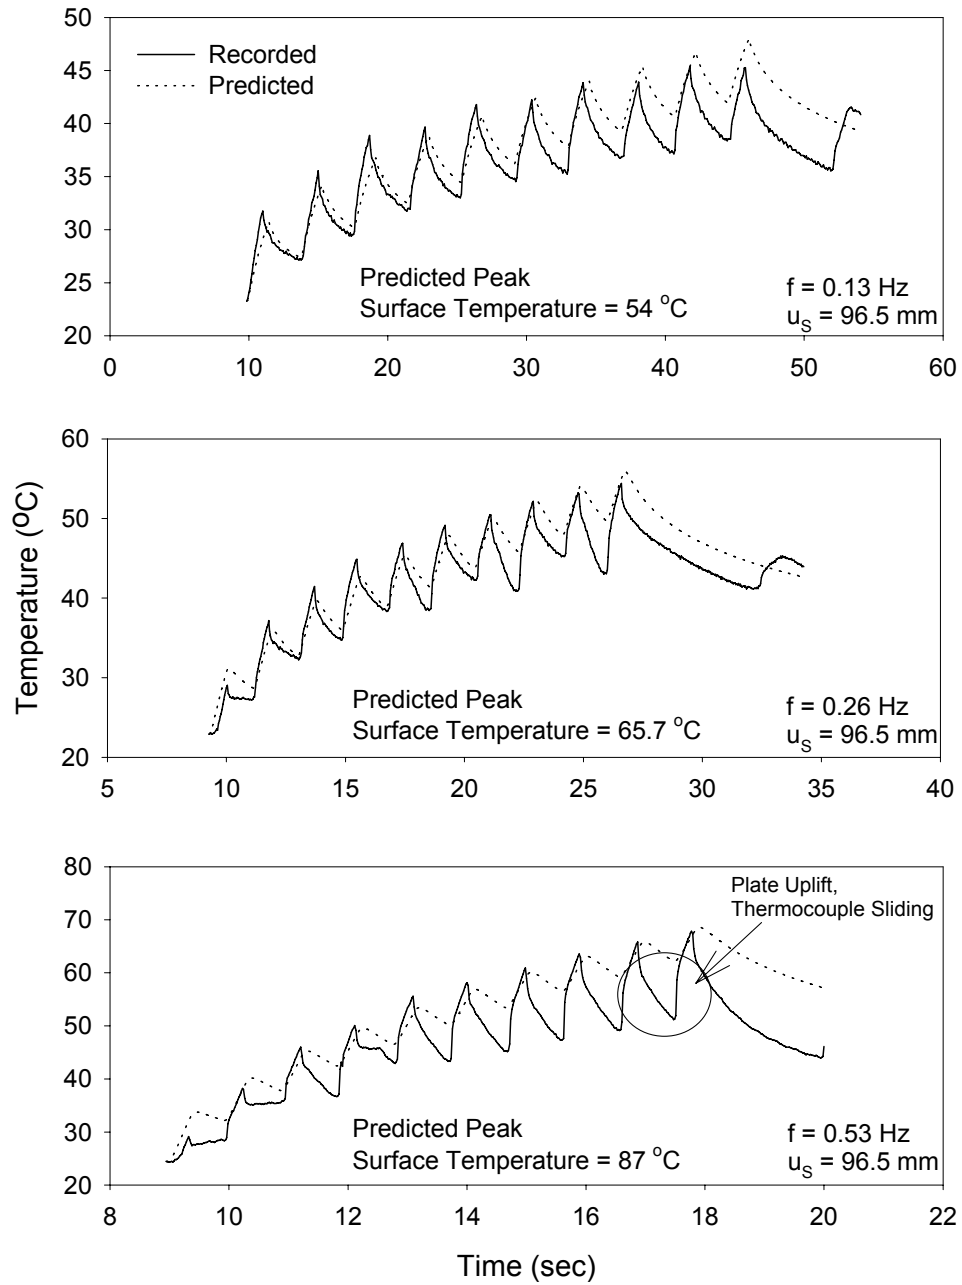 50
45
40
35
30
25
20
Recorded
Predicted
Predicted Peak
Surface Temperature = 54 °C
f = 0.13 Hz
uS = 96.5 mm
0 10 20 30 40 50 60
Temperature (°C)
60
50
40
30
20
Predicted Peak
Surface Temperature = 65.7 °C
f = 0.26 Hz
uS = 96.5 mm
5 10 15 20 25 30 35 40
80
70
60
50
40
30
20
Plate Uplift,
Thermocouple Sliding
Predicted Peak
Surface Temperature = 87 °C
f = 0.53 Hz
uS = 96.5 mm
8 10 12 14 16 18 20 22
Time (sec)